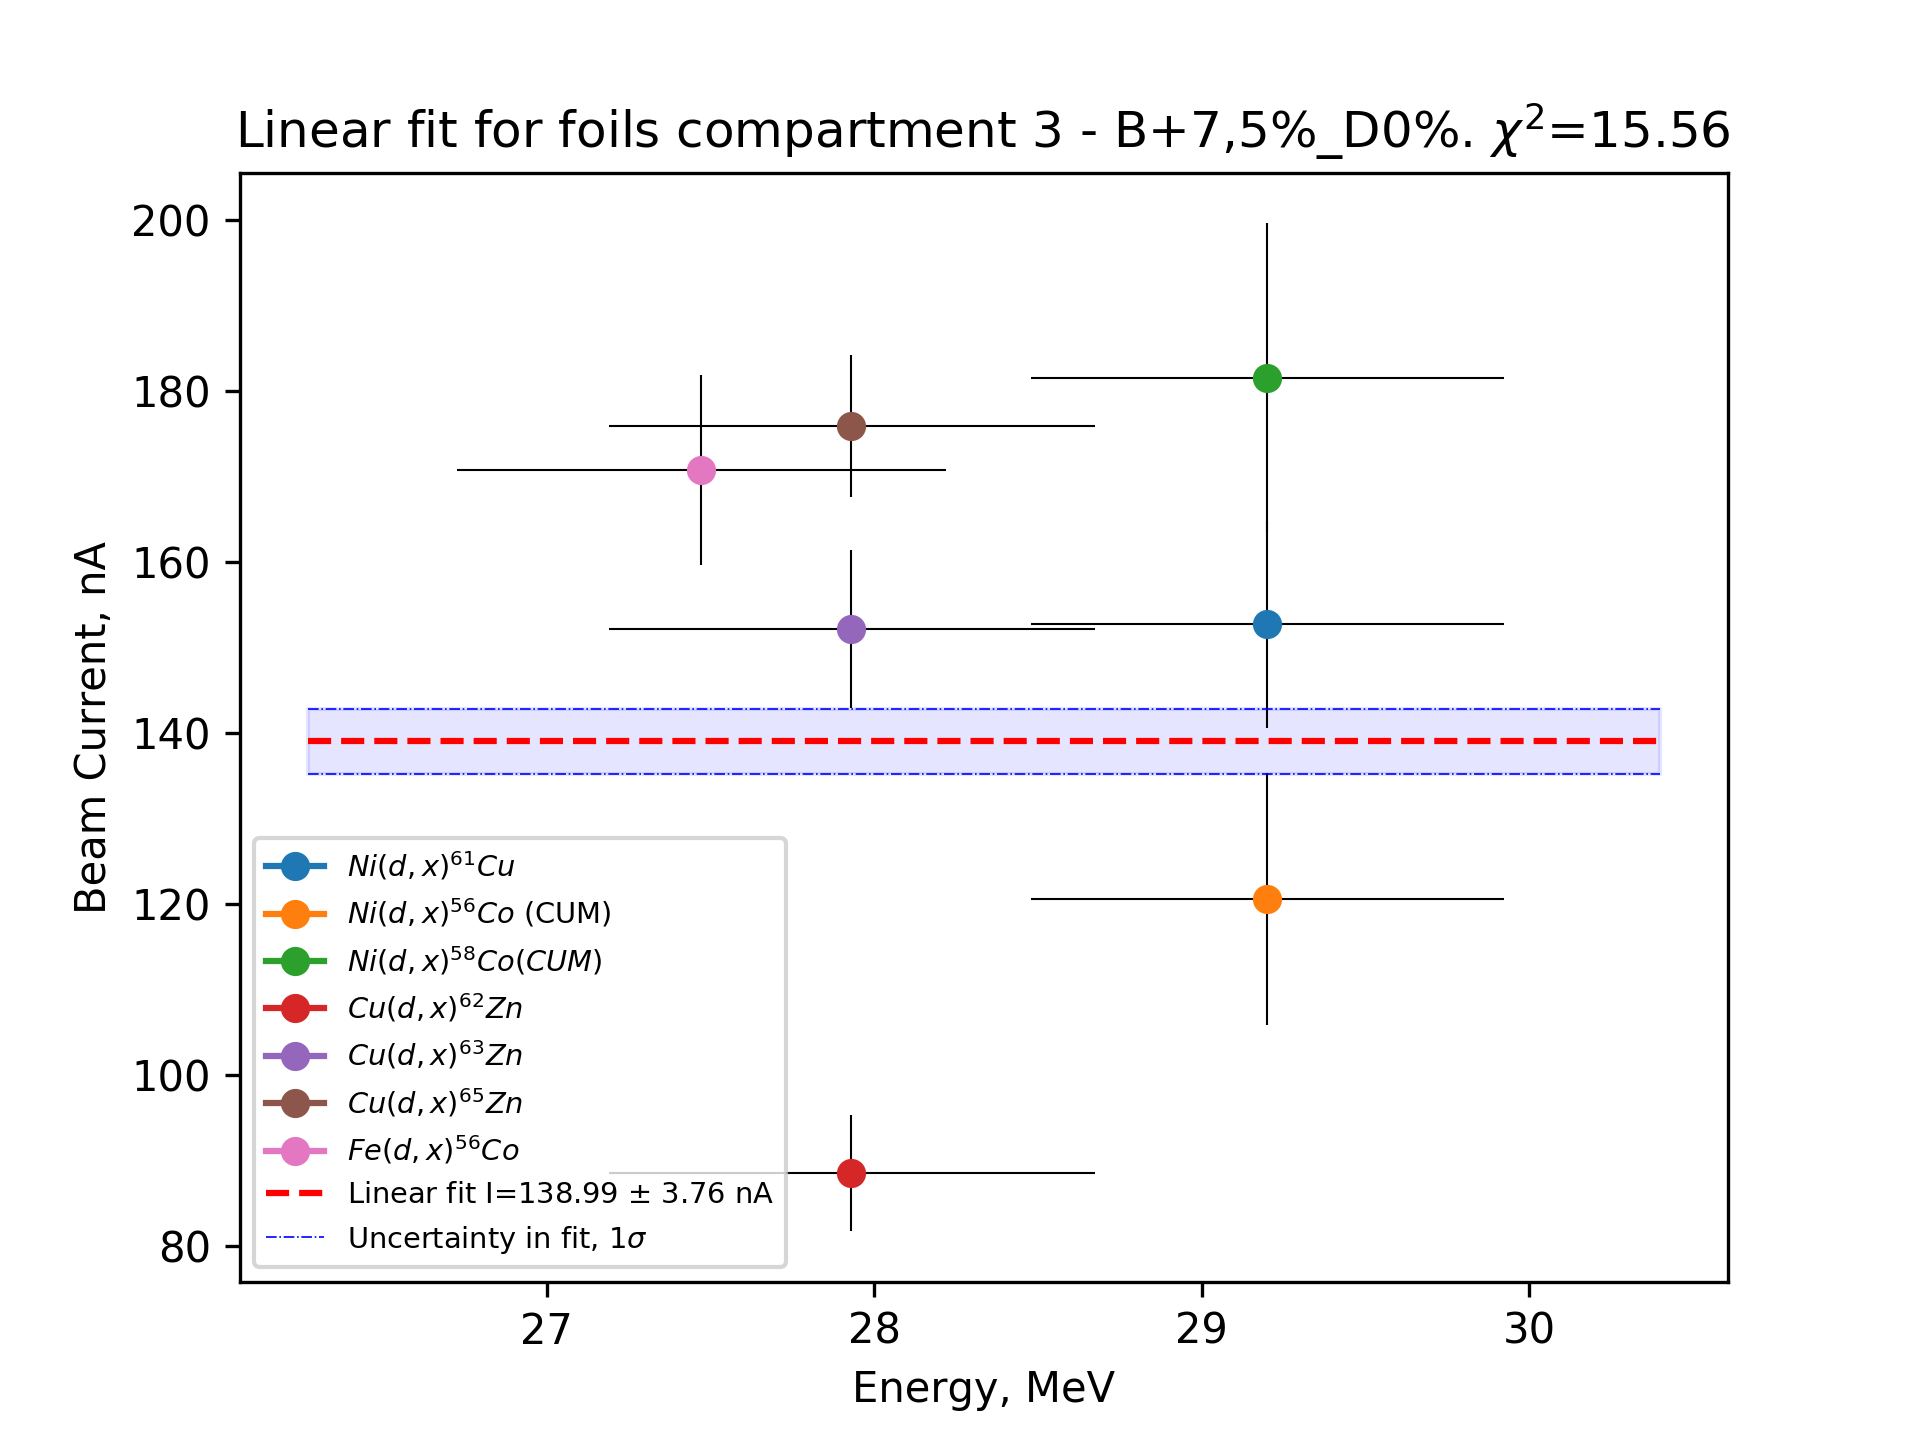 Linear fit for foils compartment 3 - B+7,5%_D0%. χ²=15.56
Beam Current, nA
200
180
160
140
120
100
80
Ni(d, x)⁶¹Cu
Ni(d, x)⁵⁶Co (CUM)
Ni(d, x)⁵⁸Co(CUM)
Cu(d, x)⁶²Zn
Cu(d, x)⁶³Zn
Cu(d, x)⁶⁵Zn
Fe(d, x)⁵⁶Co
Linear fit I=138.99 ± 3.76 nA
Uncertainty in fit, 1σ
27 28 29 30
Energy, MeV